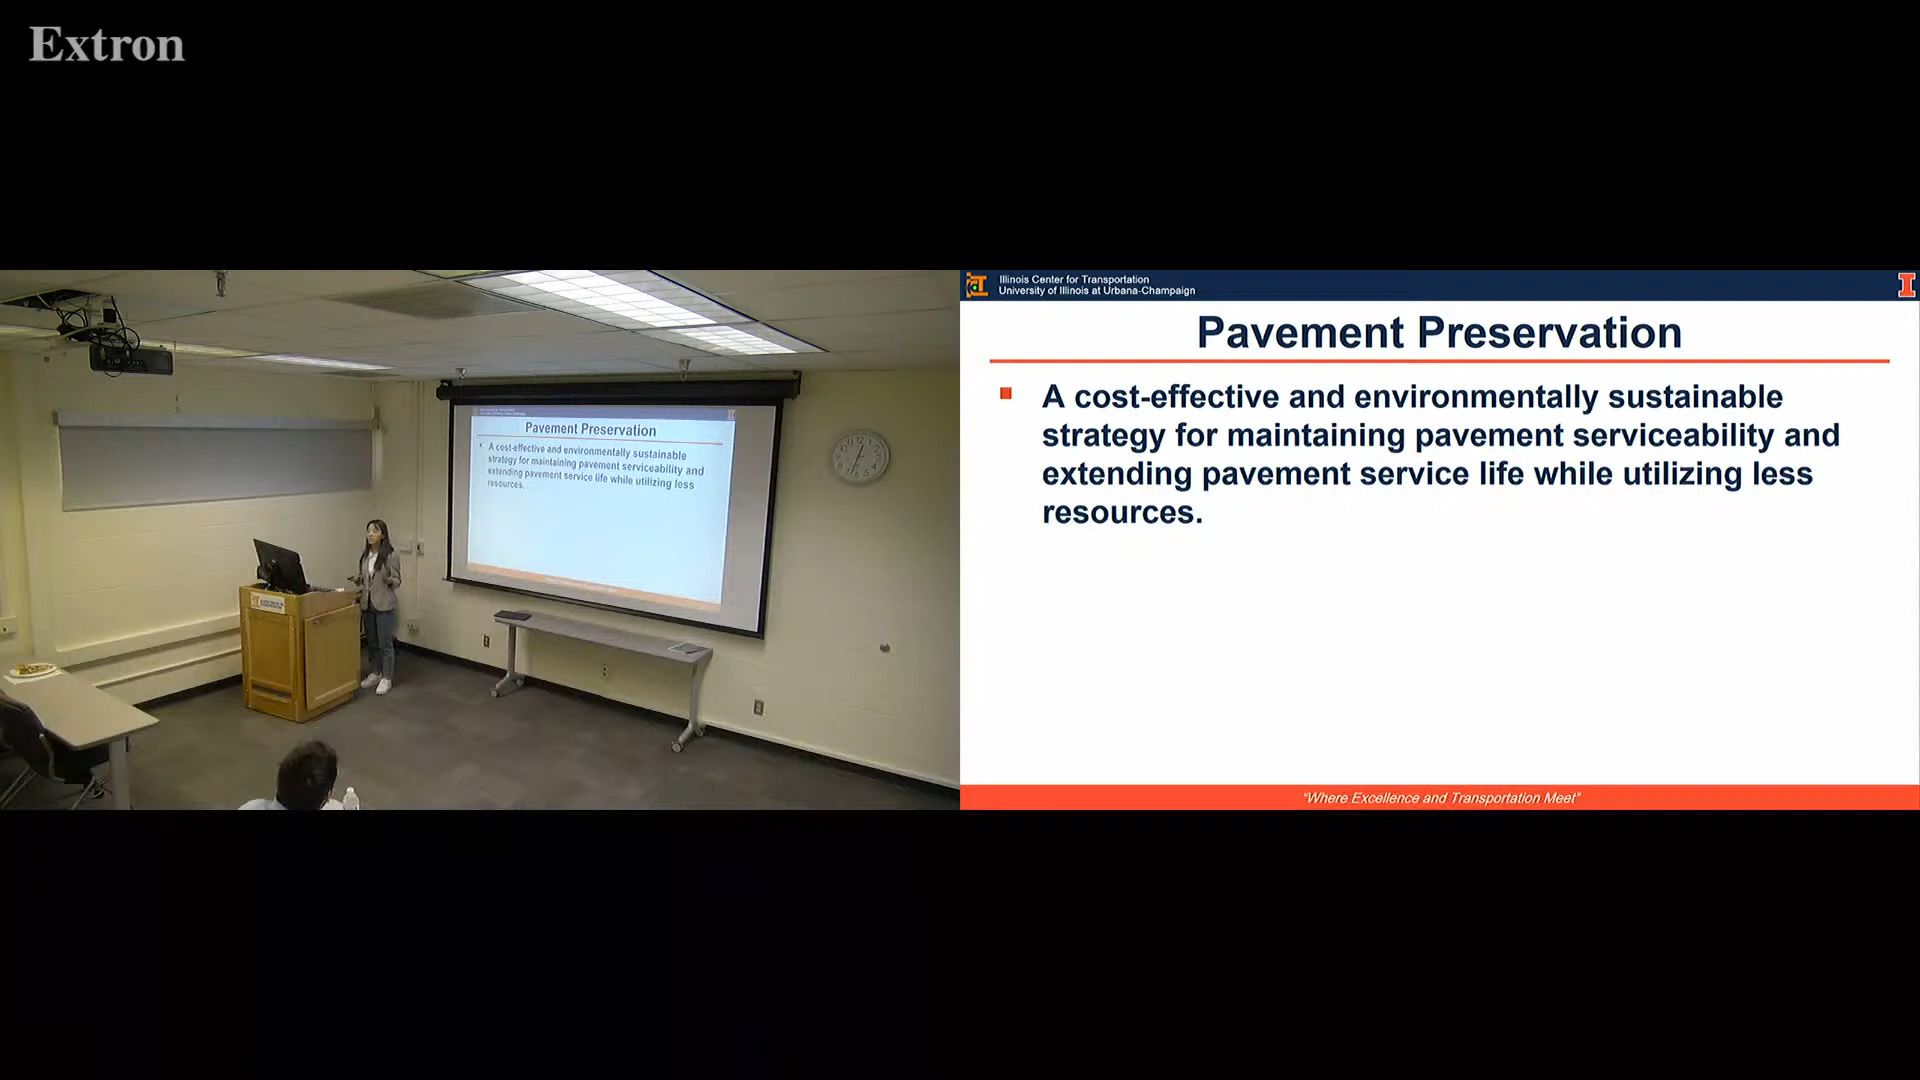 Extron
Pavement Preservation
A cost-effective and environmentally sustainable
strategy for maintaining pavement serviceability and
extending pavement service life while utilizing less
resources.
Illinois Center for Transportation
University of Illinois at Urbana-Champaign
Pavement Preservation
A cost-effective and environmentally sustainable
strategy for maintaining pavement serviceability and
extending pavement service life while utilizing less
resources.
"Where Excellence and Transportation Meet"